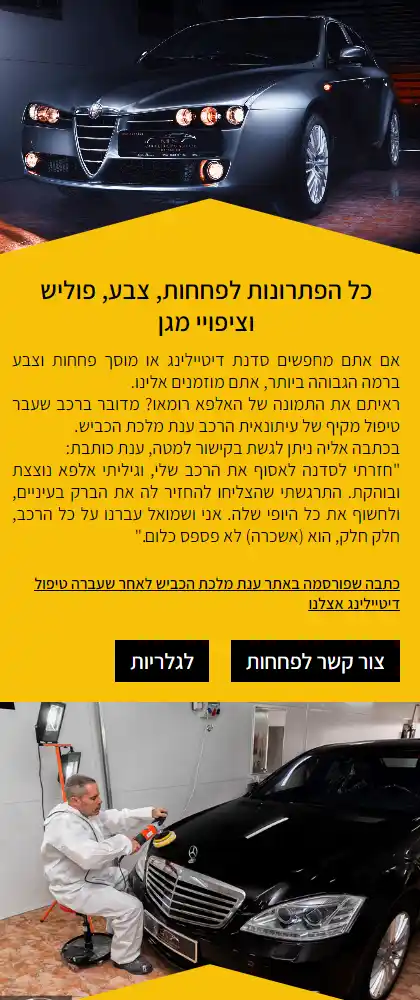 כל הפתרונות לפחחות, צבע, פוליש
וציפויי מגן
אם אתם מחפשים סדנת דיטיילינג או מוסך פחחות וצבע
ברמה הגבוהה ביותר, אתם מוזמנים אלינו.
ראיתם את התמונה של האלפא רומאו? מדובר ברכב שעבר
טיפול מקיף של עיתונאית הרכב ענת מלכת הכביש.
בכתבה אליה ניתן לגשת בקישור למטה, ענת כותבת:
"חזרתי לסדנה לאסוף את הרכב שלי, וגיליתי אלפא נוצצת
ובוהקת. התרגשתי שהצליחו להחזיר לה את הברק בעיניים,
ולחשוף את כל היופי שלה. אני ושמואל עברנו על כל הרכב,
חלק חלק, הוא (אשכרה) לא פספס כלום."
כתבה שפורסמה באתר ענת מלכת הכביש לאחר שעברה טיפול
דיטיילינג אצלנו
צור קשר לפחחות
לגלריות